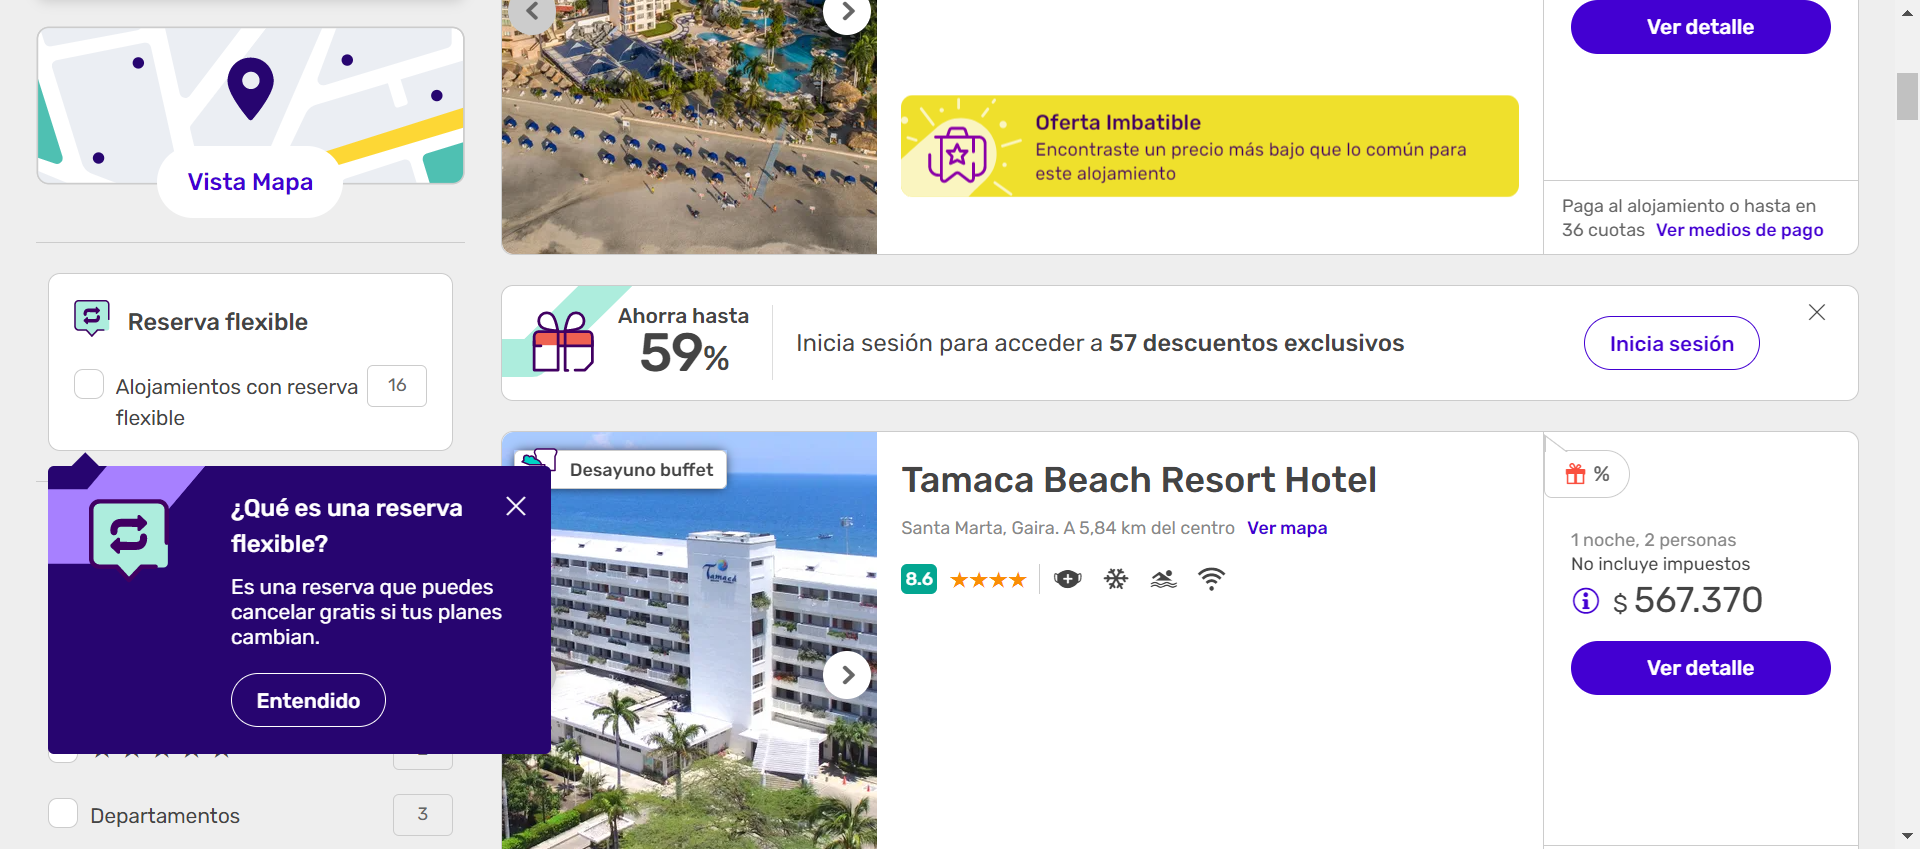 Ver detalle
Vista Mapa
Oferta Imbatible
Encontraste un precio más bajo que lo común para
este alojamiento
Paga al alojamiento o hasta en
36 cuotas Ver medios de pago
Reserva flexible
Alojamientos con reserva
flexible
16
Ahorra hasta
59%
Inicia sesión para acceder a 57 descuentos exclusivos
Inicia sesión
¿Qué es una reserva
flexible?
Es una reserva que puedes
cancelar gratis si tus planes
cambian.
Entendido
Departamentos
3
Desayuno buffet
Tamacá
Tamaca Beach Resort Hotel
Santa Marta, Gaira. A 5,84 km del centro Ver mapa
8.6
%
1 noche, 2 personas
No incluye impuestos
$ 567.370
Ver detalle